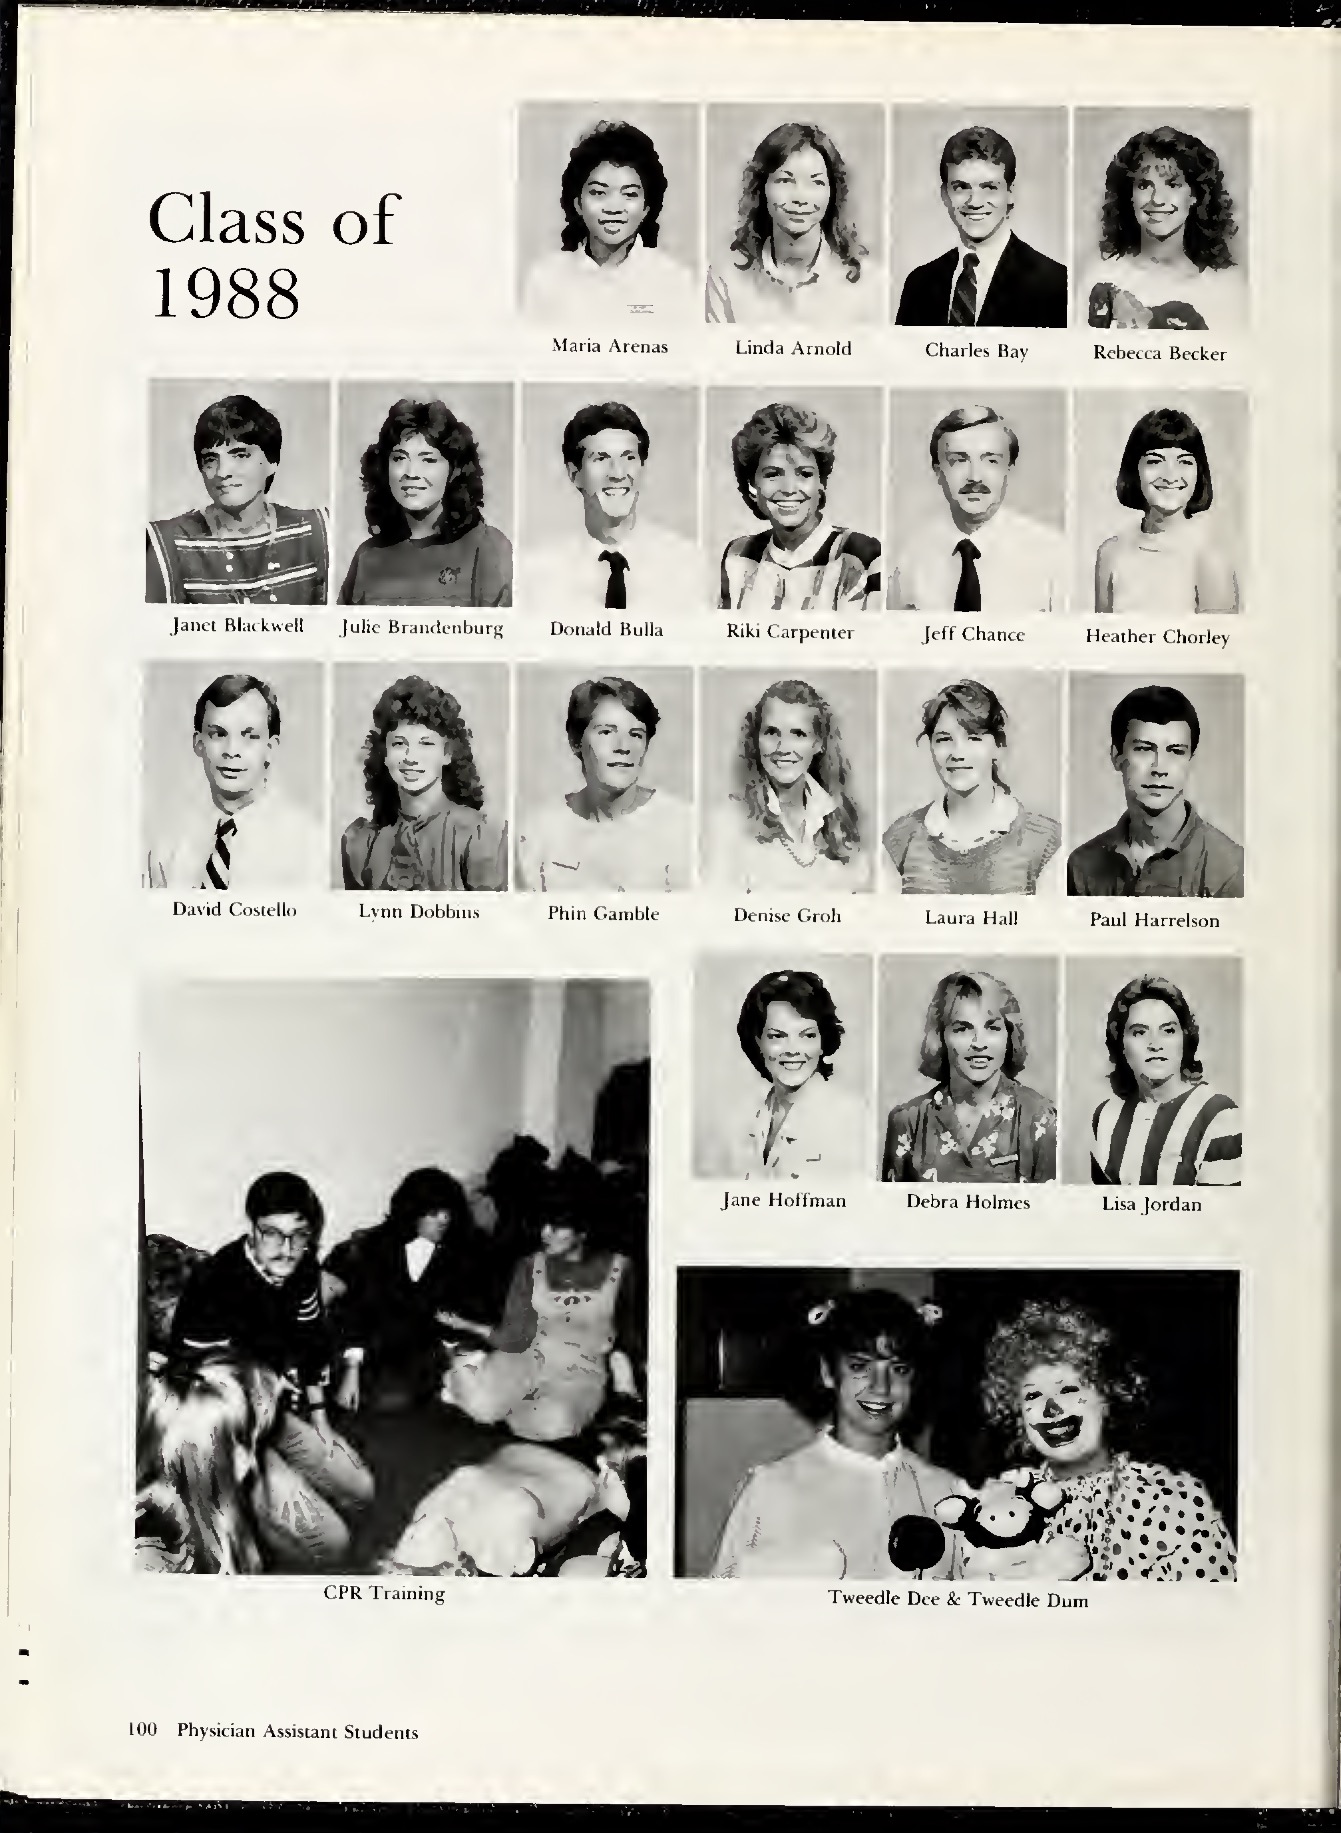 Class of
1988
Maria Arenas
Linda Arnold
Charles Bay
Rebecca Becker
Janet Blackwell
Julie Brandenburg
Donald Bulla
Riki Carpenter
Jeff Chance
Heather Chorley
David Costello
Lynn Dobbins
Phin Gamble
Denise Groh
Laura Hall
Paul Harrelson
Jane Hoffman
Debra Holmes
Lisa Jordan
CPR Training
Tweedle Dee & Tweedle Dum
100 Physician Assistant Students